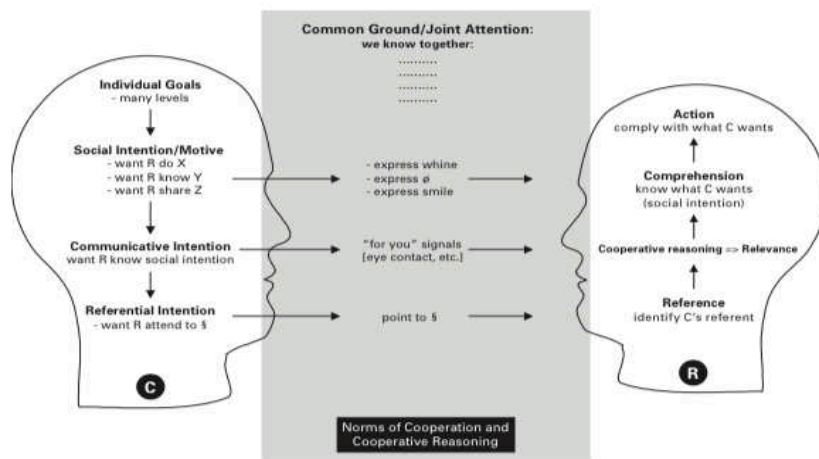 Common Ground/Joint Attention:
we know together:
..........
..........
..........
..........
Individual Goals
- many levels
Social Intention/Motive
- want R do X
- want R know Y
- want R share Z
Communicative Intention
want R know social intention
Referential Intention
- want R attend to §
C
- express whine
- express ø
- express smile
"for you" signals
[eye contact, etc.]
point to §
Norms of Cooperation and
Cooperative Reasoning
Action
comply with what C wants
Comprehension
know what C wants
(social intention)
Cooperative reasoning => Relevance
Reference
identify C's referent
R